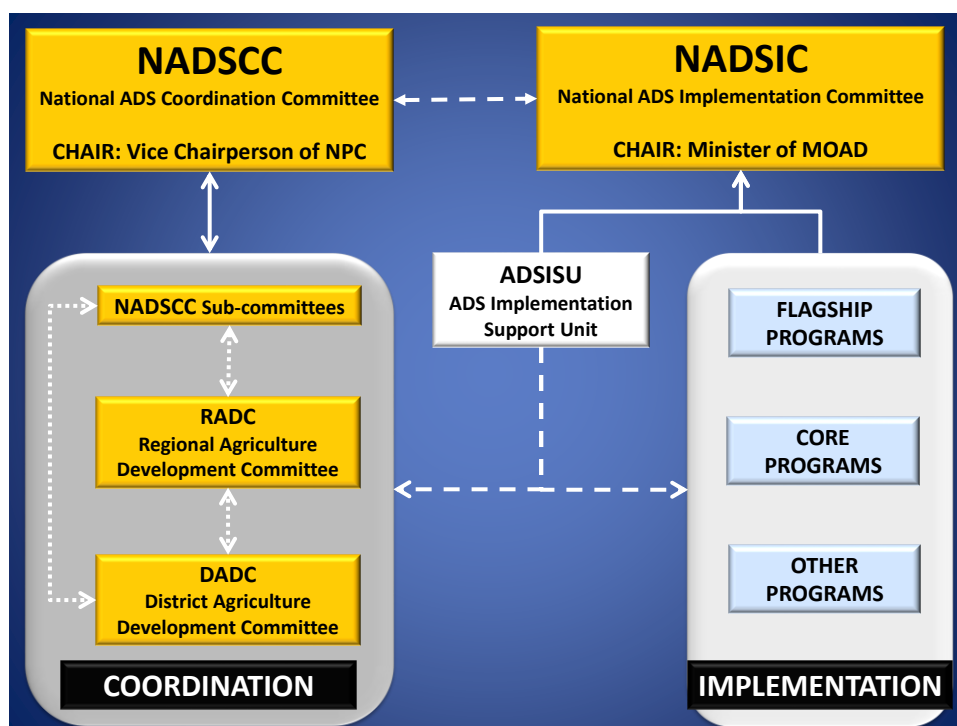 NADSCC
National ADS Coordination Committee
CHAIR: Vice Chairperson of NPC
NADSIC
National ADS Implementation Committee
CHAIR: Minister of MOAD
NADSCC Sub-committees
RADC
Regional Agriculture
Development Committee
DADC
District Agriculture
Development Committee
COORDINATION
ADSISU
ADS Implementation
Support Unit
FLAGSHIP
PROGRAMS
CORE
PROGRAMS
OTHER
PROGRAMS
IMPLEMENTATION